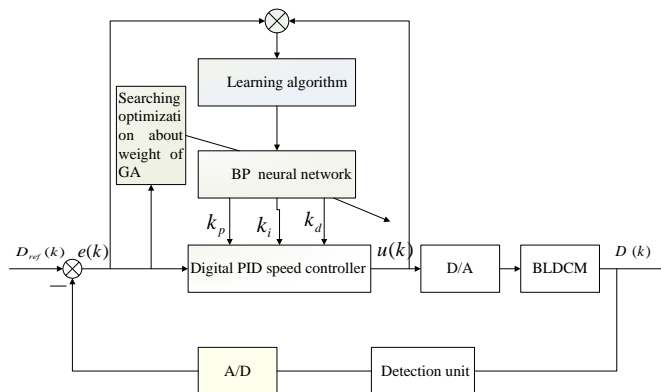 Learning algorithm
Searching
optimizati
on about
weight of
GA
BP neural network
k_p k_i k_d
D_ref (k) e(k) Digital PID speed controller u(k) D/A BLDCM D (k)
A/D Detection unit